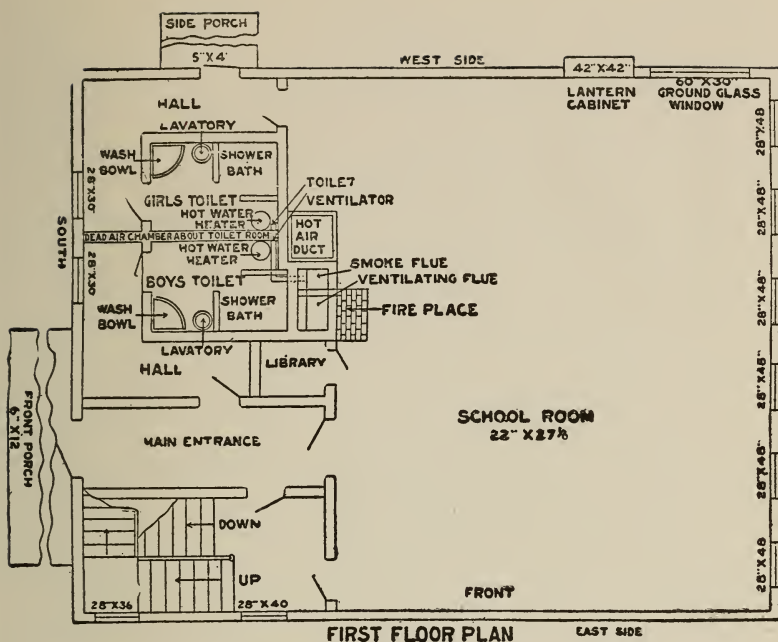 SIDE PORCH
5"X4'
WEST SIDE
42"X42"
LANTERN
CABINET
60"X30"
GROUND GLASS
WINDOW
HALL
LAVATORY
WASH
BOWL
SHOWER
BATH
28"X30"
GIRLS TOILET
TOILET
VENTILATOR
HOT WATER
HEATER
HOT
AIR
DUCT
SOUTH
DEAD AIR CHAMBER ABOUT TOILET ROOM
HOT WATER
HEATER
28"X30"
BOYS TOILET
SMOKE FLUE
VENTILATING FLUE
WASH
BOWL
SHOWER
BATH
FIRE PLACE
LAVATORY
HALL
LIBRARY
FRONT PORCH
6"X12
MAIN ENTRANCE
SCHOOL ROOM
22" X 27½
28"X48
28"X48"
28"X48"
28"X48"
28"X48"
28"X48
DOWN
UP
28"X36
28"X40
FRONT
FIRST FLOOR PLAN
EAST SIDE